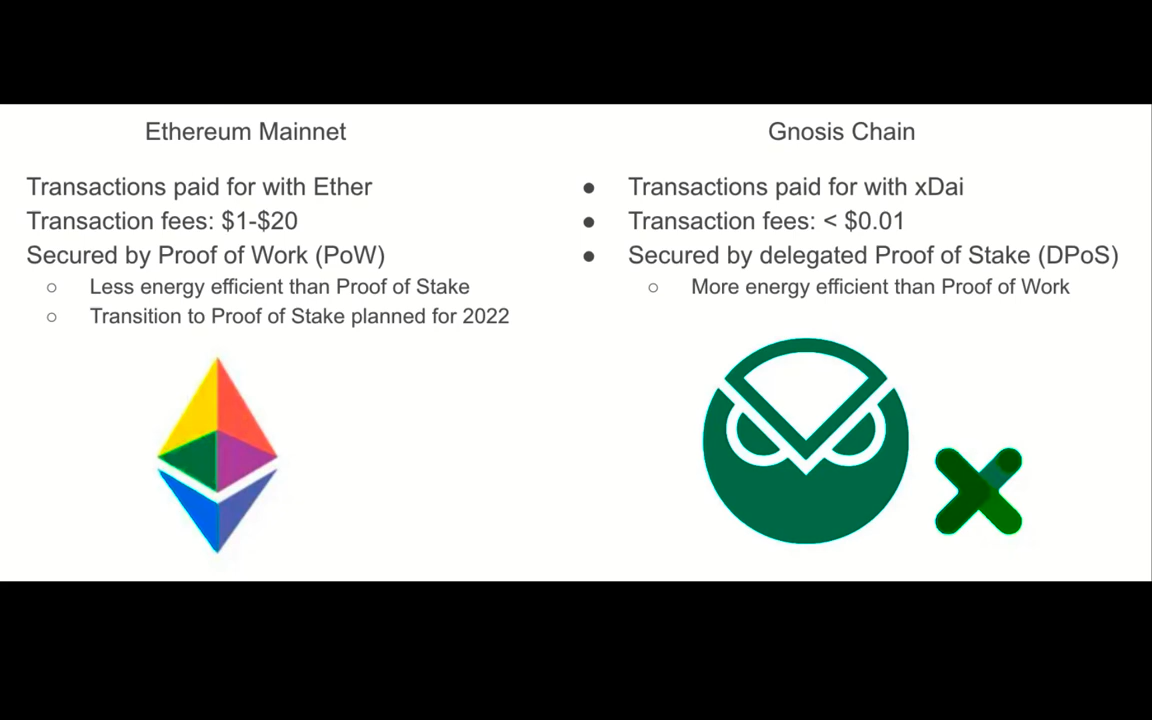 Ethereum Mainnet
Transactions paid for with Ether
Transaction fees: $1-$20
Secured by Proof of Work (PoW)
○ Less energy efficient than Proof of Stake
○ Transition to Proof of Stake planned for 2022
Gnosis Chain
● Transactions paid for with xDai
● Transaction fees: < $0.01
● Secured by delegated Proof of Stake (DPoS)
○ More energy efficient than Proof of Work